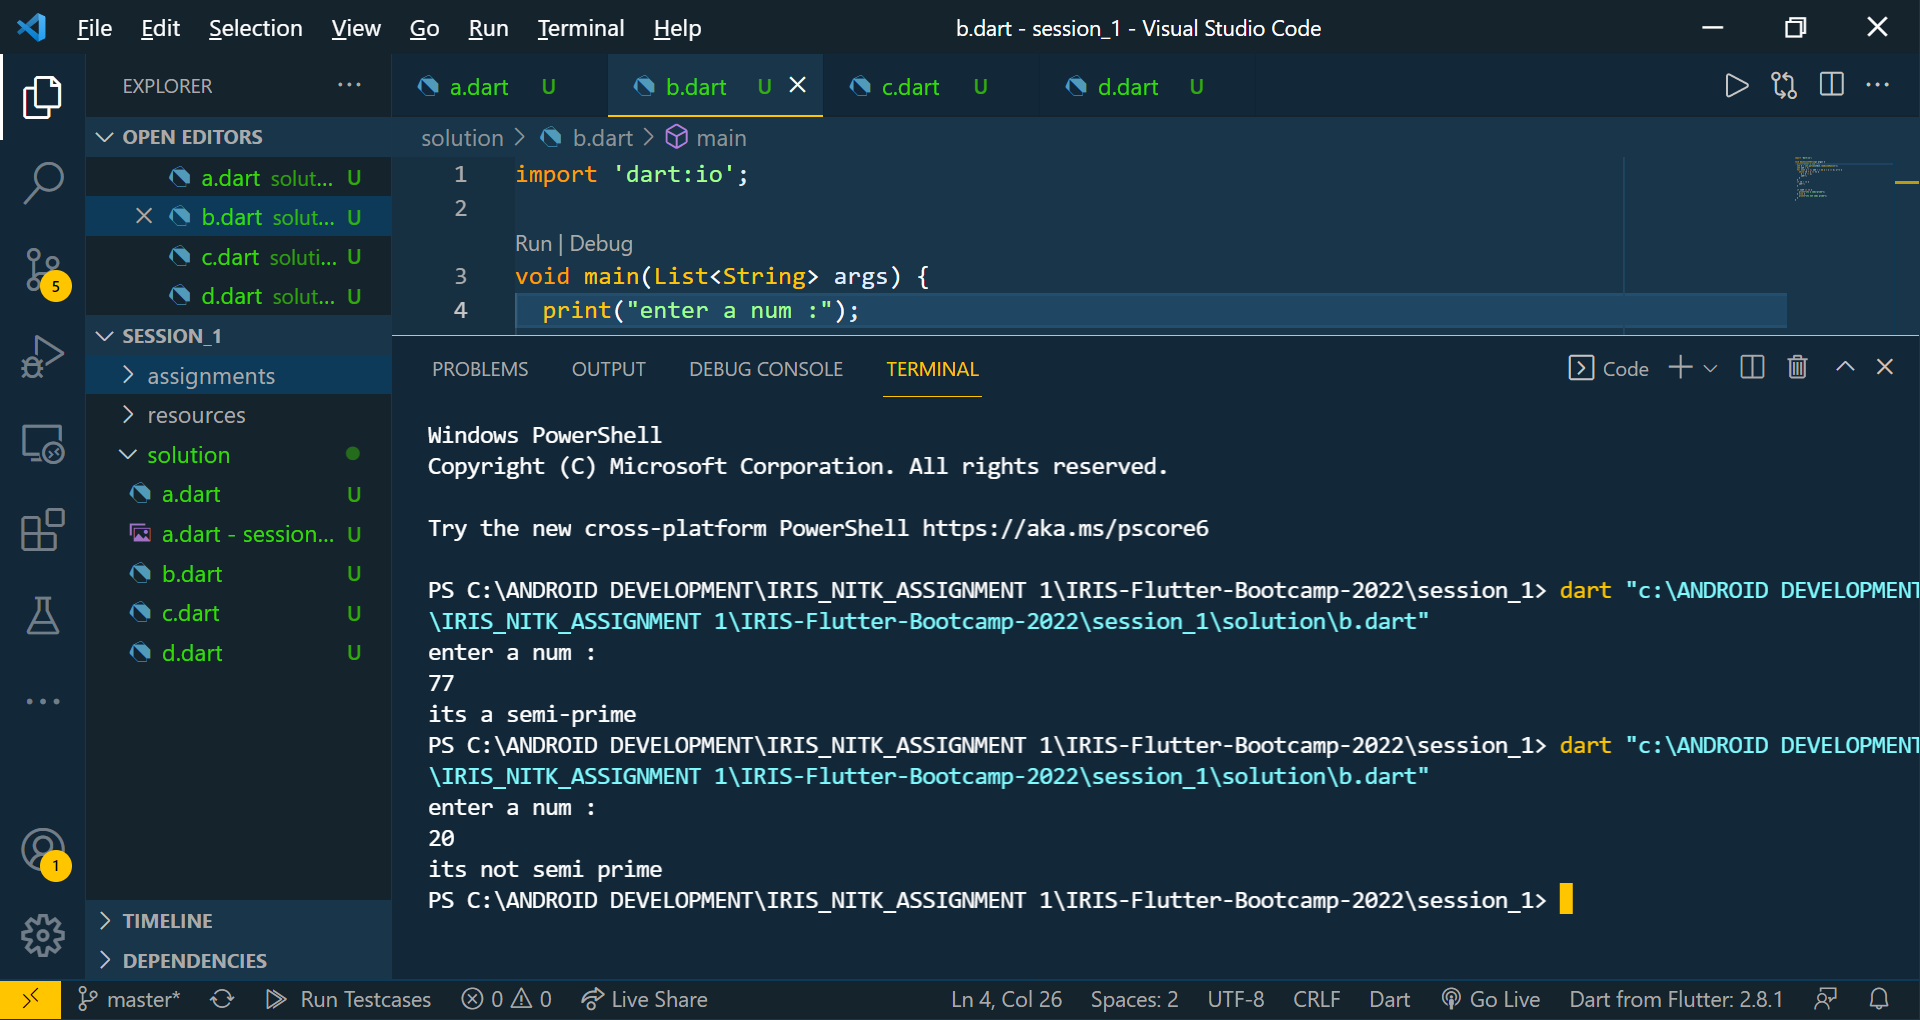 File Edit Selection View Go Run Terminal Help b.dart - session_1 - Visual Studio Code
EXPLORER
a.dart U b.dart U c.dart U d.dart U
OPEN EDITORS
a.dart solut... U
b.dart solut... U
c.dart soluti... U
d.dart solut... U
SESSION_1
assignments
resources
solution
a.dart U
a.dart - session... U
b.dart U
c.dart U
d.dart U
TIMELINE
DEPENDENCIES
5
1
solution > b.dart > main
1 import 'dart:io';
2
Run | Debug
3 void main(List<String> args) {
4 print("enter a num :");
PROBLEMS OUTPUT DEBUG CONSOLE TERMINAL Code
Windows PowerShell
Copyright (C) Microsoft Corporation. All rights reserved.
Try the new cross-platform PowerShell https://aka.ms/pscore6
PS C:\ANDROID DEVELOPMENT\IRIS_NITK_ASSIGNMENT 1\IRIS-Flutter-Bootcamp-2022\session_1> dart "c:\ANDROID DEVELOPMENT
\IRIS_NITK_ASSIGNMENT 1\IRIS-Flutter-Bootcamp-2022\session_1\solution\b.dart"
enter a num :
77
its a semi-prime
PS C:\ANDROID DEVELOPMENT\IRIS_NITK_ASSIGNMENT 1\IRIS-Flutter-Bootcamp-2022\session_1> dart "c:\ANDROID DEVELOPMENT
\IRIS_NITK_ASSIGNMENT 1\IRIS-Flutter-Bootcamp-2022\session_1\solution\b.dart"
enter a num :
20
its not semi prime
PS C:\ANDROID DEVELOPMENT\IRIS_NITK_ASSIGNMENT 1\IRIS-Flutter-Bootcamp-2022\session_1>
master* Run Testcases 0 0 Live Share Ln 4, Col 26 Spaces: 2 UTF-8 CRLF Dart Go Live Dart from Flutter: 2.8.1